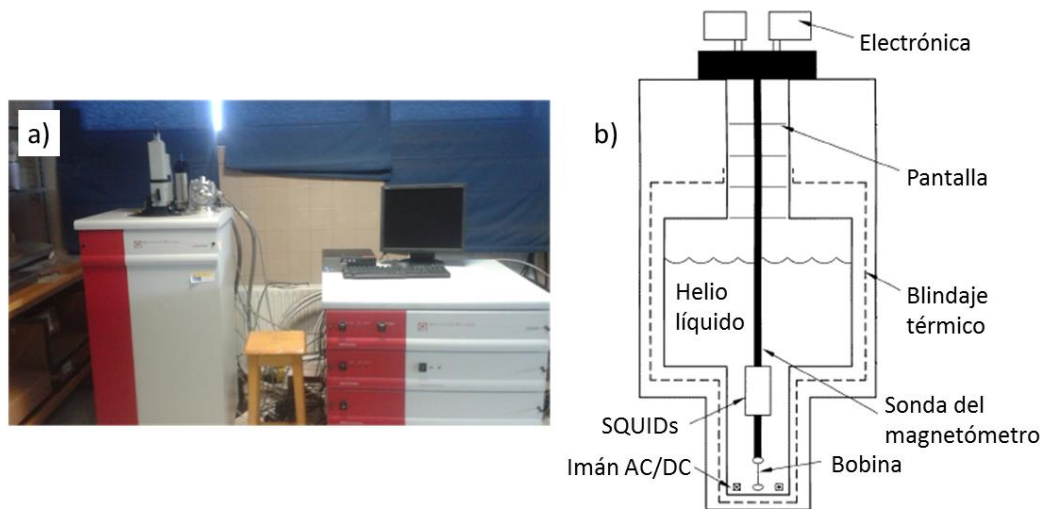 a)
b)
Electrónica
Pantalla
Helio
líquido
Blindaje
térmico
Sonda del
magnetómetro
SQUIDs
Imán AC/DC
Bobina